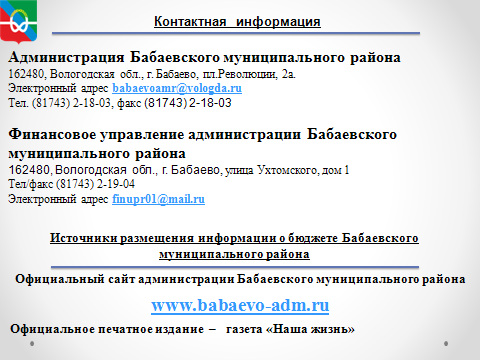 Контактная информация
Администрация Бабаевского муниципального района
162480, Вологодская обл., г. Бабаево, пл.Революции, 2а.
Электронный адрес babaevoamr@vologda.ru
Тел. (81743) 2-18-03, факс (81743) 2-18-03
Финансовое управление администрации Бабаевского
муниципального района
162480, Вологодская обл., г. Бабаево, улица Ухтомского, дом 1
Тел/факс (81743) 2-19-04
Электронный адрес finupr01@mail.ru
Источники размещения информации о бюджете Бабаевского
муниципального района
Официальный сайт администрации Бабаевского муниципального района
www.babaevo-adm.ru
Официальное печатное издание – газета «Наша жизнь»